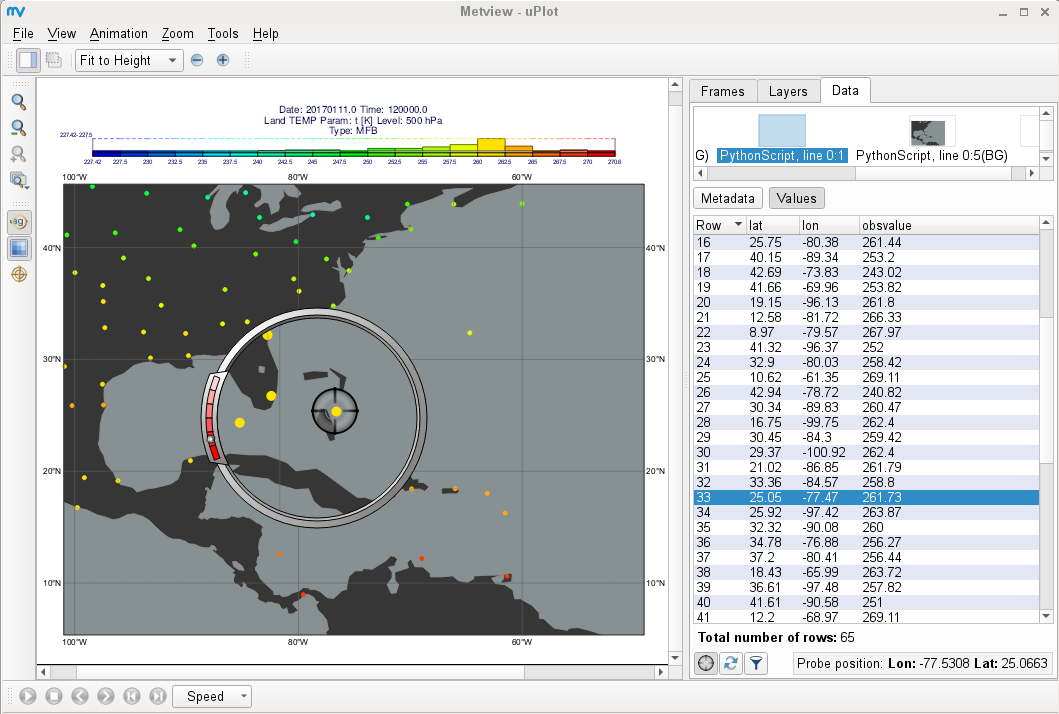 Metview - uPlot
File View Animation Zoom Tools Help
Fit to Height
Date: 20170111.0 Time: 120000.0
Land TEMP Param: t [K] Level: 500 hPa
Type: MFB
227.42-227.5
227.42 227.5 230 232.5 235 237.5 240 242.5 245 247.5 250 252.5 255 257.5 260 262.5 265 267.5 270 270.6
100°W 80°W 60°W
40°N 40°N
30°N 30°N
20°N 20°N
10°N 10°N
100°W 80°W 60°W
Speed
Frames Layers Data
G) PythonScript, line 0:1 PythonScript, line 0:5(BG)
Metadata Values
Row lat lon obsvalue
16 25.75 -80.38 261.44
17 40.15 -89.34 253.2
18 42.69 -73.83 243.02
19 41.66 -69.96 253.82
20 19.15 -96.13 261.8
21 12.58 -81.72 266.33
22 8.97 -79.57 267.97
23 41.32 -96.37 252
24 32.9 -80.03 258.42
25 10.62 -61.35 269.11
26 42.94 -78.72 240.82
27 30.34 -89.83 260.47
28 16.75 -99.75 262.4
29 30.45 -84.3 259.42
30 29.37 -100.92 262.4
31 21.02 -86.85 261.79
32 33.36 -84.57 258.8
33 25.05 -77.47 261.73
34 25.92 -97.42 263.87
35 32.32 -90.08 260
36 34.78 -76.88 256.27
37 37.2 -80.41 256.44
38 18.43 -65.99 263.72
39 36.61 -97.48 257.82
40 41.61 -90.58 251
41 12.2 -68.97 269.11
Total number of rows: 65
Probe position: Lon: -77.5308 Lat: 25.0663